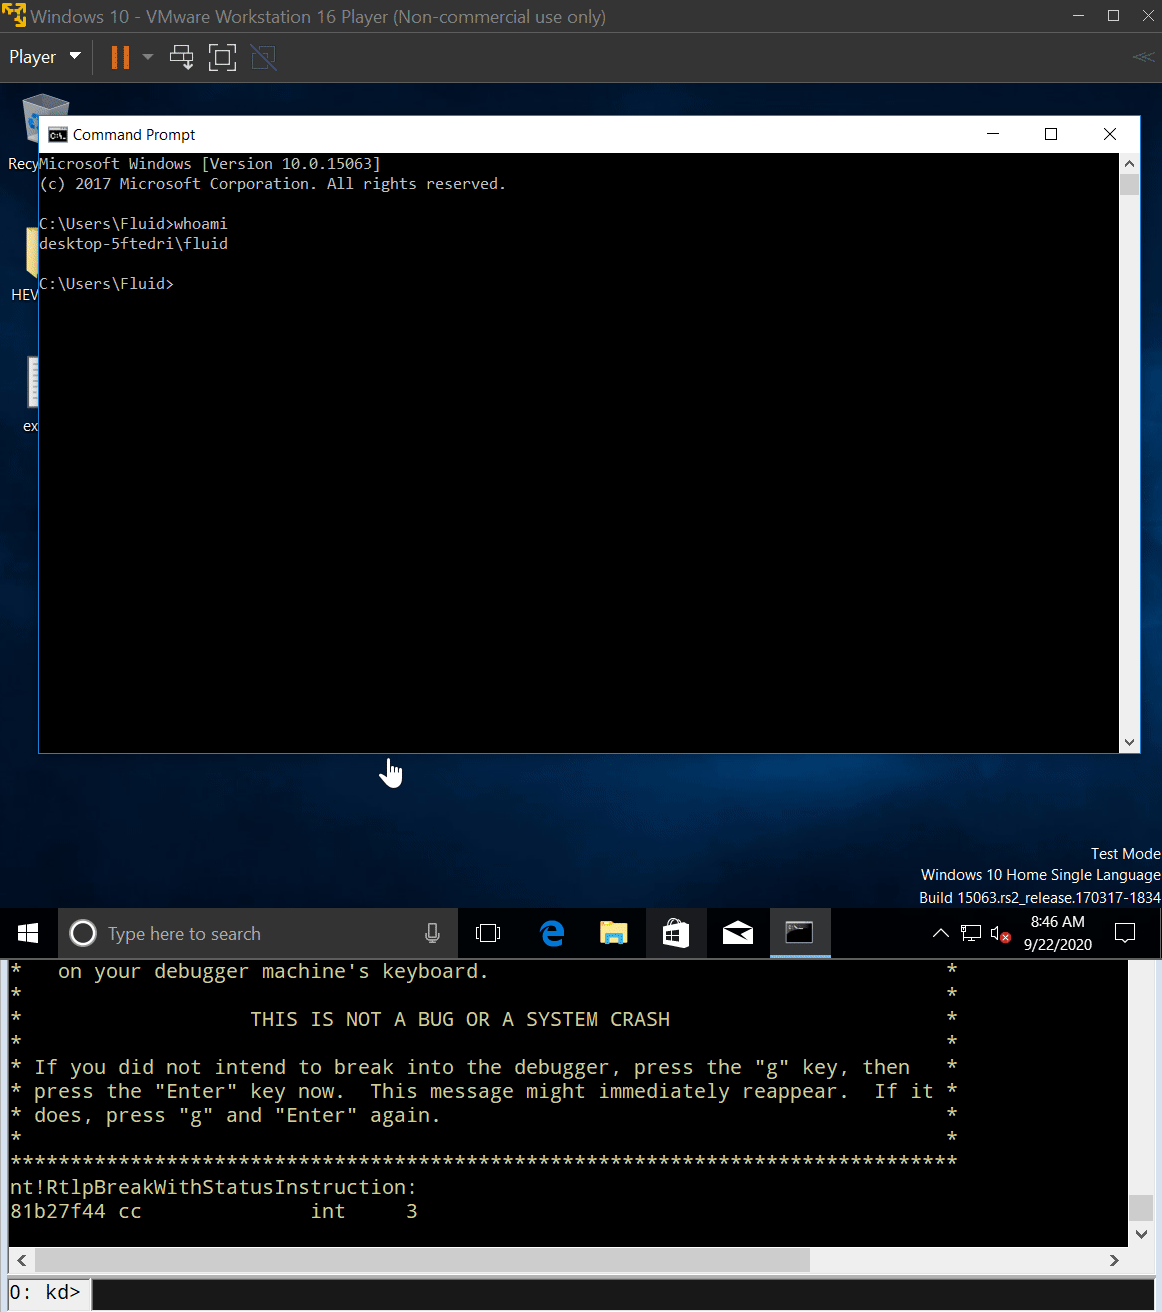 Windows 10 - VMware Workstation 16 Player (Non-commercial use only)
Player
Command Prompt
Recy
Microsoft Windows [Version 10.0.15063]
(c) 2017 Microsoft Corporation. All rights reserved.
C:\Users\Fluid>whoami
desktop-5ftedri\fluid
HEV
C:\Users\Fluid>
ex
Test Mode
Windows 10 Home Single Language
Build 15063.rs2_release.170317-1834
Type here to search
8:46 AM
9/22/2020
*   on your debugger machine's keyboard.                                      *
*                                                                             *
*                   THIS IS NOT A BUG OR A SYSTEM CRASH                       *
*                                                                             *
* If you did not intend to break into the debugger, press the "g" key, then   *
* press the "Enter" key now.  This message might immediately reappear.  If it *
* does, press "g" and "Enter" again.                                          *
*                                                                             *
*******************************************************************************
nt!RtlpBreakWithStatusInstruction:
81b27f44 cc              int     3
0: kd>